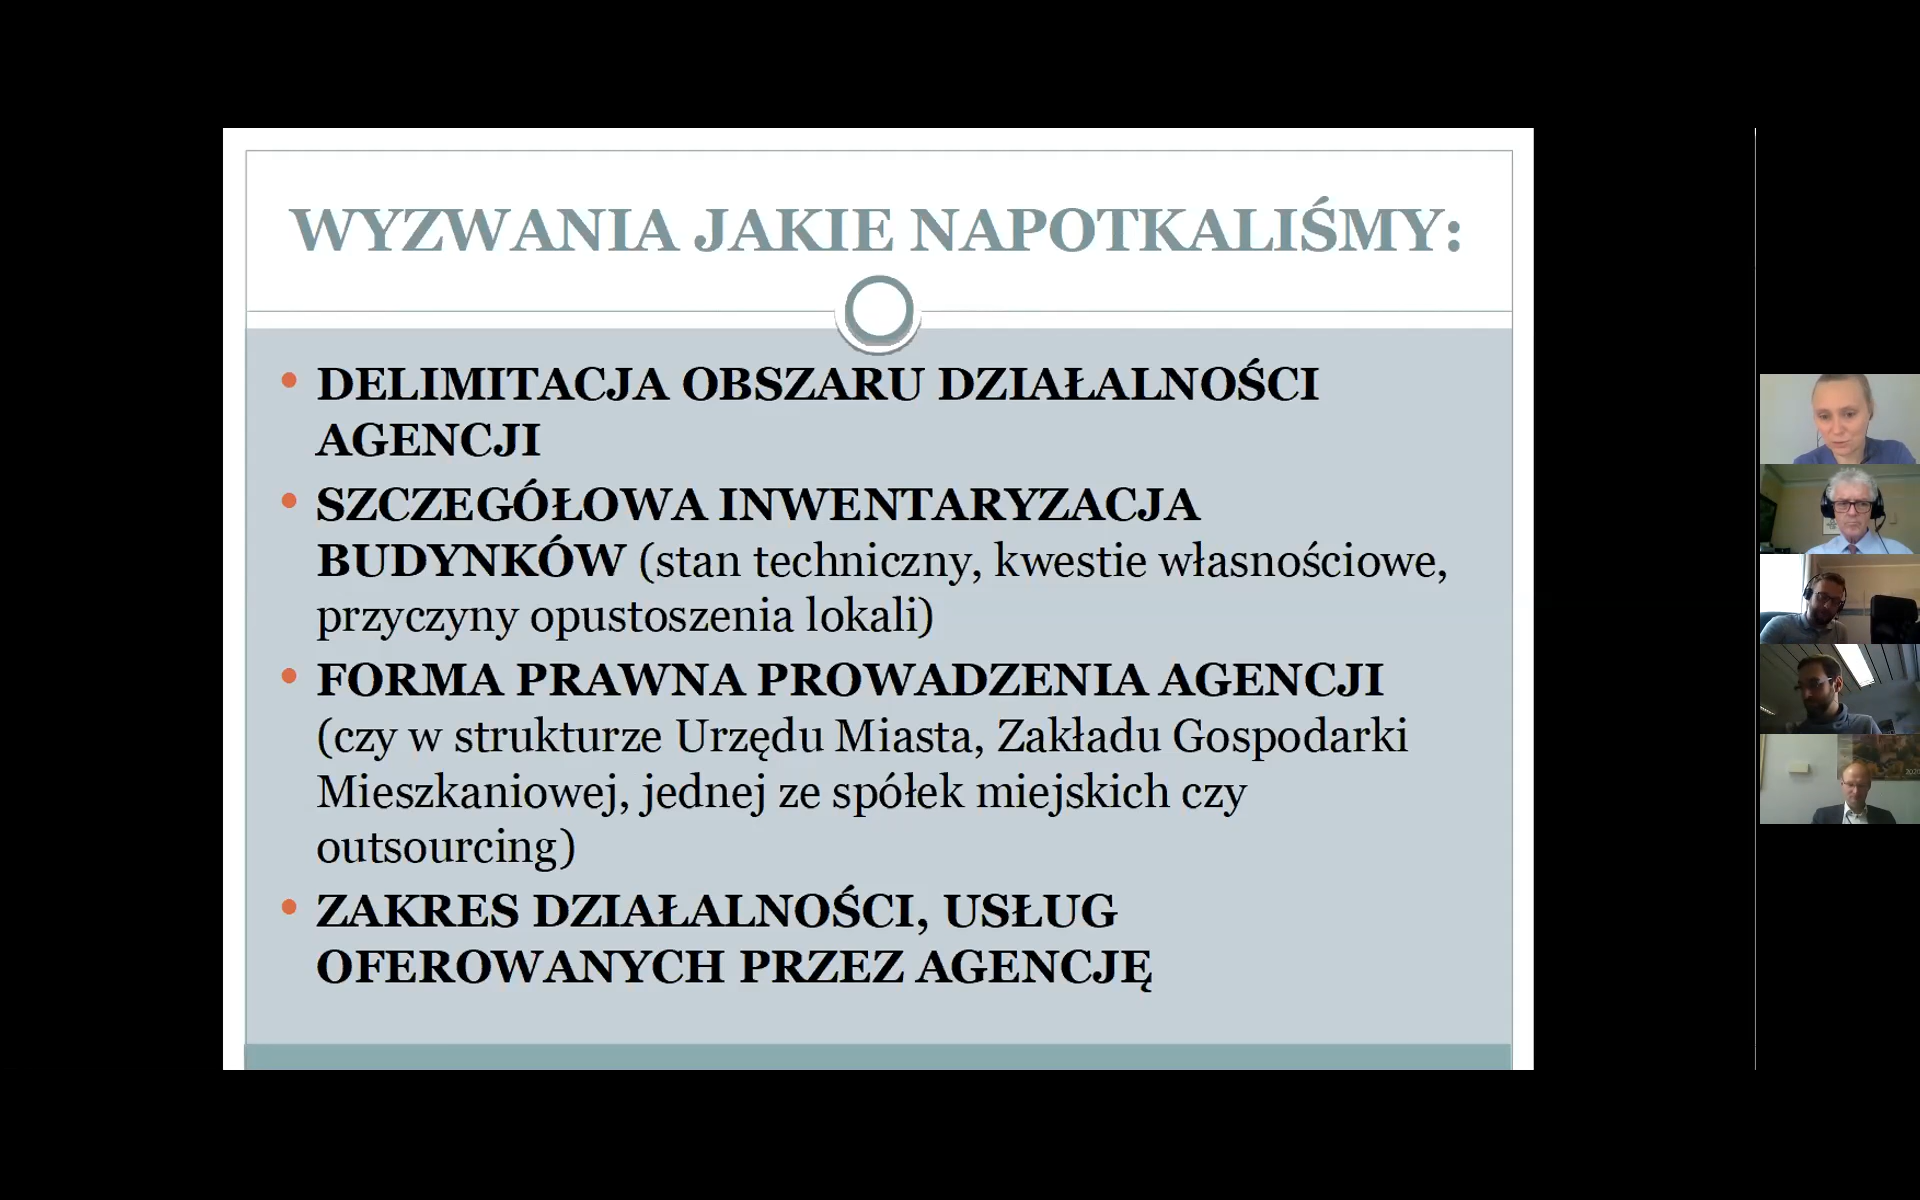 WYZWANIA JAKIE NAPOTKALIŚMY:
• DELIMITACJA OBSZARU DZIAŁALNOŚCI
AGENCJI
• SZCZEGÓŁOWA INWENTARYZACJA
BUDYNKÓW (stan techniczny, kwestie własnościowe,
przyczyny opustoszenia lokali)
• FORMA PRAWNA PROWADZENIA AGENCJI
(czy w strukturze Urzędu Miasta, Zakładu Gospodarki
Mieszkaniowej, jednej ze spółek miejskich czy
outsourcing)
• ZAKRES DZIAŁALNOŚCI, USŁUG
OFEROWANYCH PRZEZ AGENCJĘ